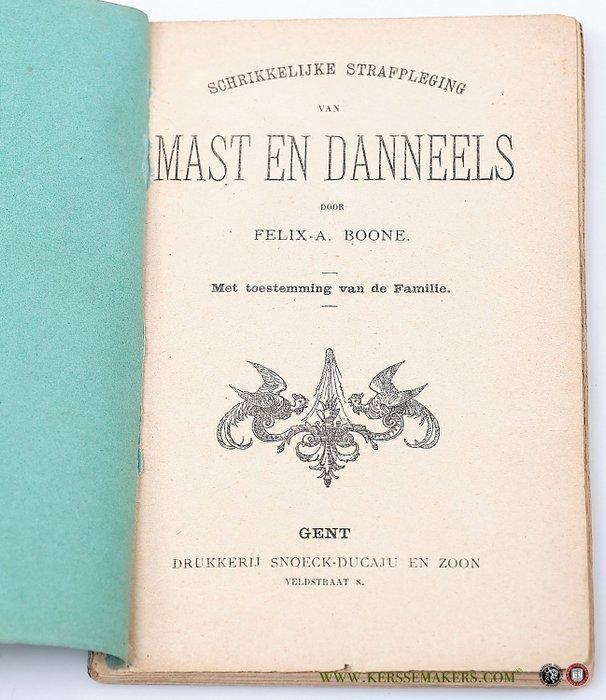 SCHRIKKELIJKE STRAFPLEGING
VAN
MAST EN DANNEELS
DOOR
FELIX-A. BOONE.
Met toestemming van de Familie.
GENT
DRUKKERIJ SNOECK-DUCAJU EN ZOON
VELDSTRAAT 8.
WWW.KERSSEMAKERS.COM